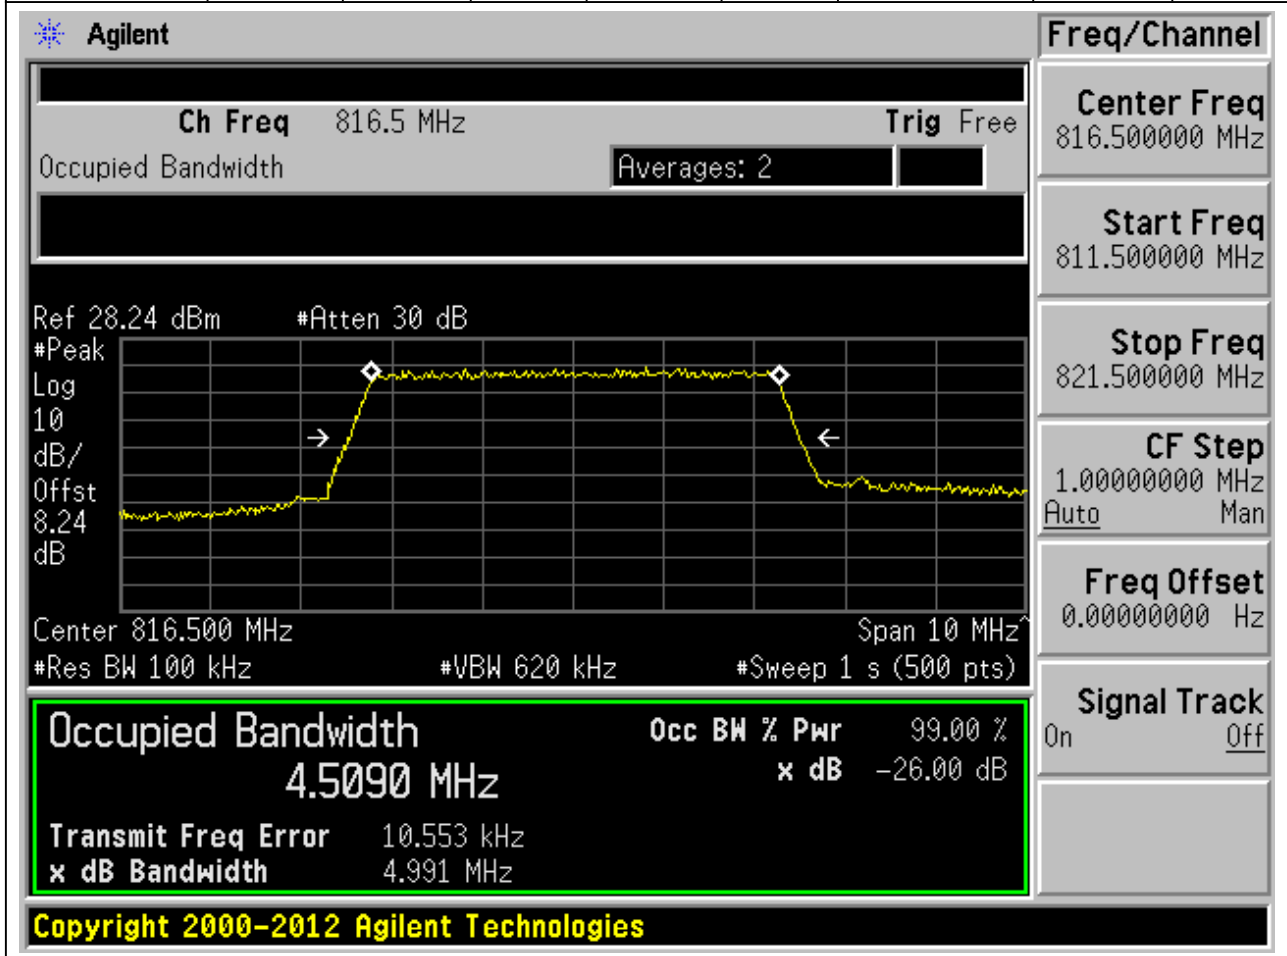 Agilent
Freq/Channel
Ch Freq 816.5 MHz Trig Free
Occupied Bandwidth Averages: 2
Center Freq
816.500000 MHz
Start Freq
811.500000 MHz
Stop Freq
821.500000 MHz
CF Step
1.00000000 MHz
Auto Man
Freq Offset
0.00000000 Hz
Signal Track
On Off
Ref 28.24 dBm #Atten 30 dB
#Peak
Log
10
dB/
Offst
8.24
dB
Center 816.500 MHz Span 10 MHz^
#Res BW 100 kHz #VBW 620 kHz #Sweep 1 s (500 pts)
Occupied Bandwidth Occ BW % Pwr 99.00 %
4.5090 MHz x dB -26.00 dB
Transmit Freq Error 10.553 kHz
x dB Bandwidth 4.991 MHz
Copyright 2000-2012 Agilent Technologies